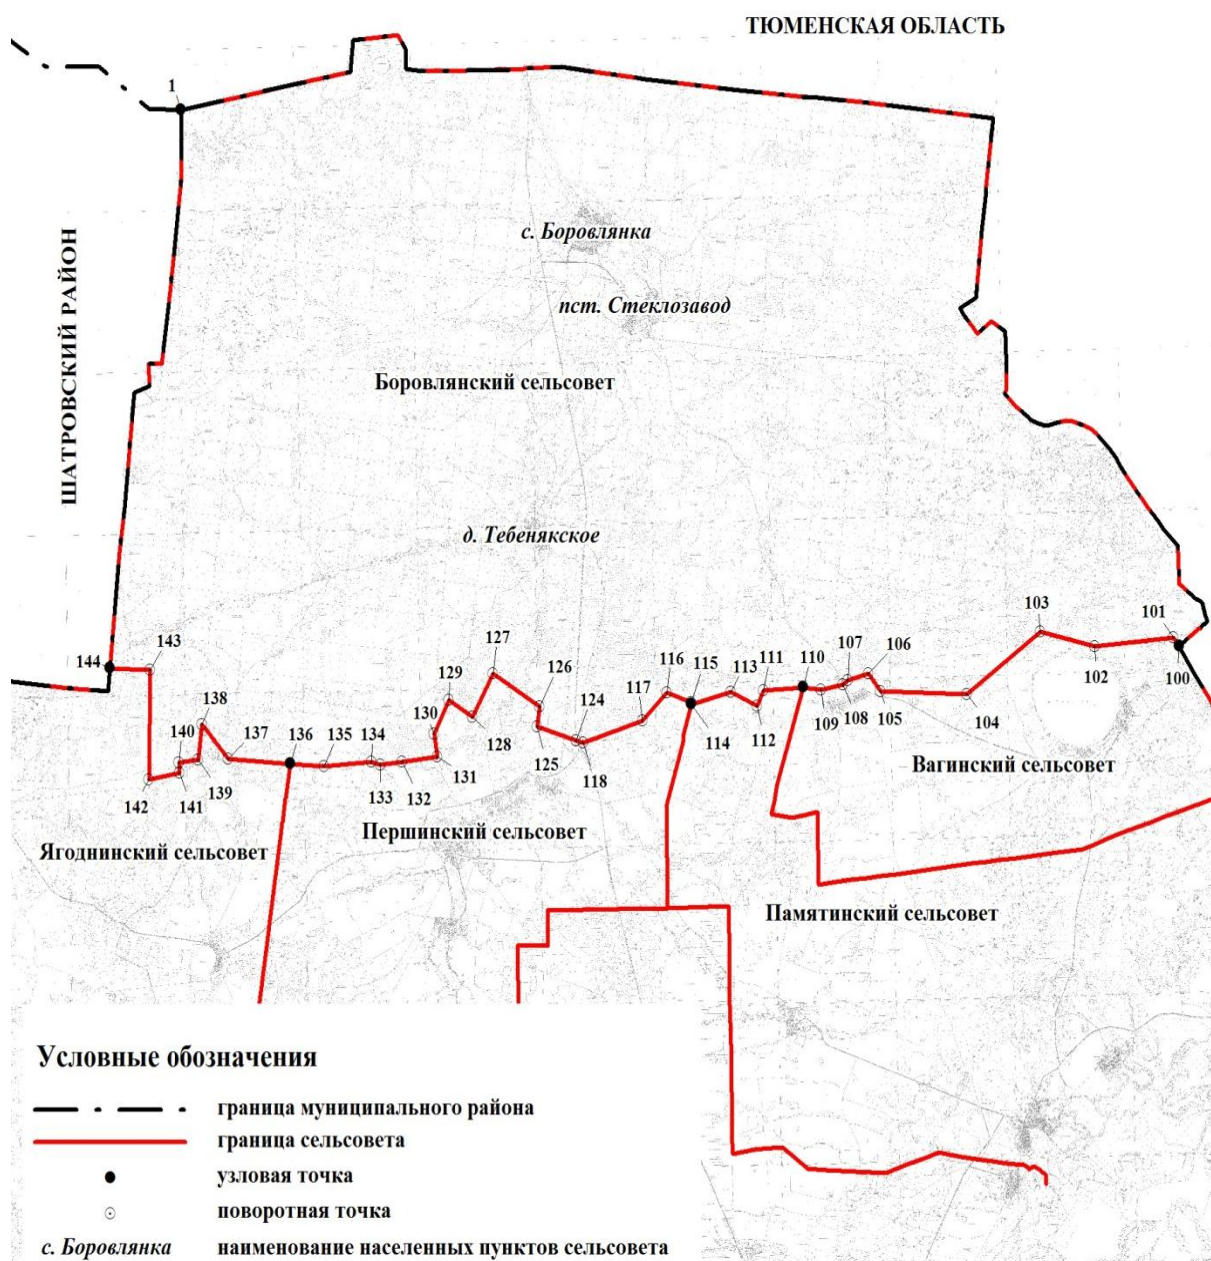 ТЮМЕНСКАЯ ОБЛАСТЬ
1
ШАТРОВСКИЙ РАЙОН
с. Боровлянка
пст. Стеклозавод
Боровлянский сельсовет
д. Тебенякское
103
101
102
100
144
143
127
126
129
138
130
128
137
136
135
134
140
139
142
141
133
132
131
125
124
118
117
116
115
114
113
112
111
110
109
108
107
106
105
104
Вагинский сельсовет
Першинский сельсовет
Ягоднинский сельсовет
Памятинский сельсовет
Условные обозначения
граница муниципального района
граница сельсовета
узловая точка
поворотная точка
с. Боровлянка наименование населенных пунктов сельсовета